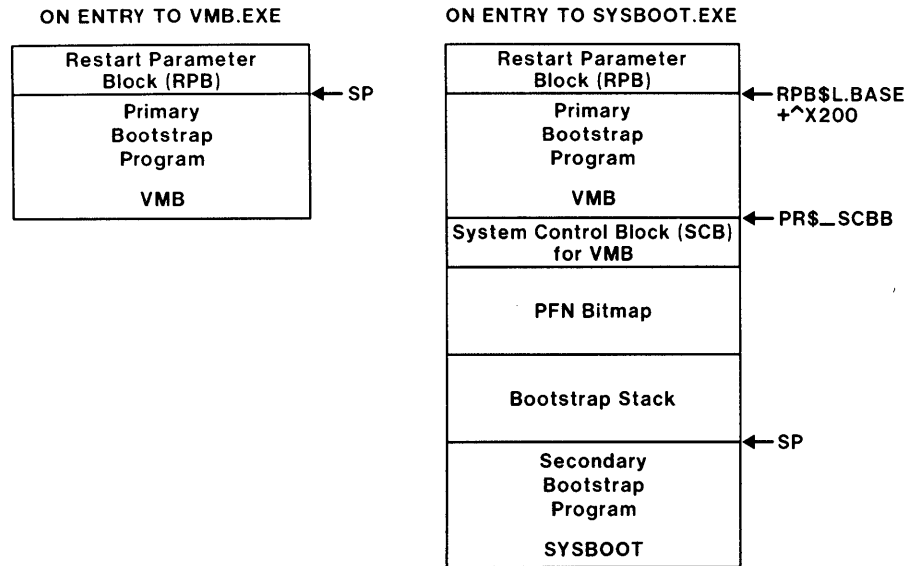 ON ENTRY TO VMB.EXE
Restart Parameter
Block (RPB)
SP
Primary
Bootstrap
Program
VMB
ON ENTRY TO SYSBOOT.EXE
Restart Parameter
Block (RPB)
RPB$L.BASE
+^X200
Primary
Bootstrap
Program
VMB
PR$_SCBB
System Control Block (SCB)
for VMB
PFN Bitmap
Bootstrap Stack
SP
Secondary
Bootstrap
Program
SYSBOOT